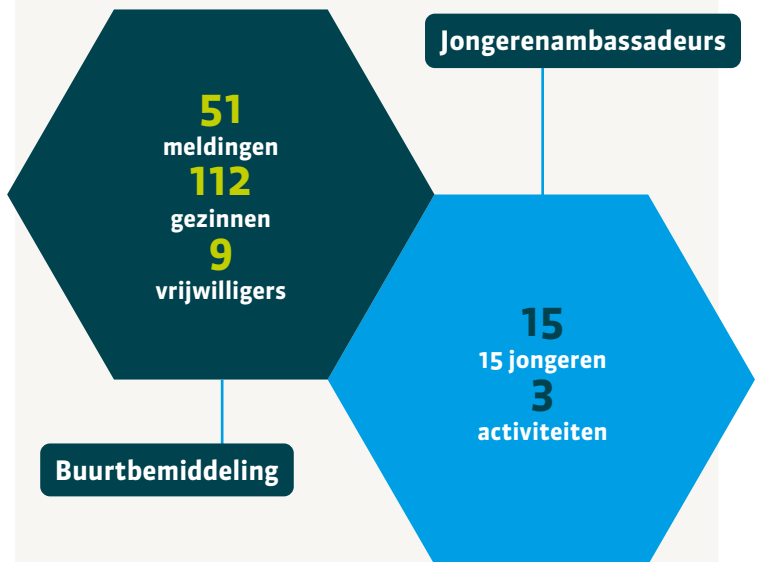 Jongerenambassadeurs
51
meldingen
112
gezinnen
9
vrijwilligers
15
15 jongeren
3
activiteiten
Buurtbemiddeling